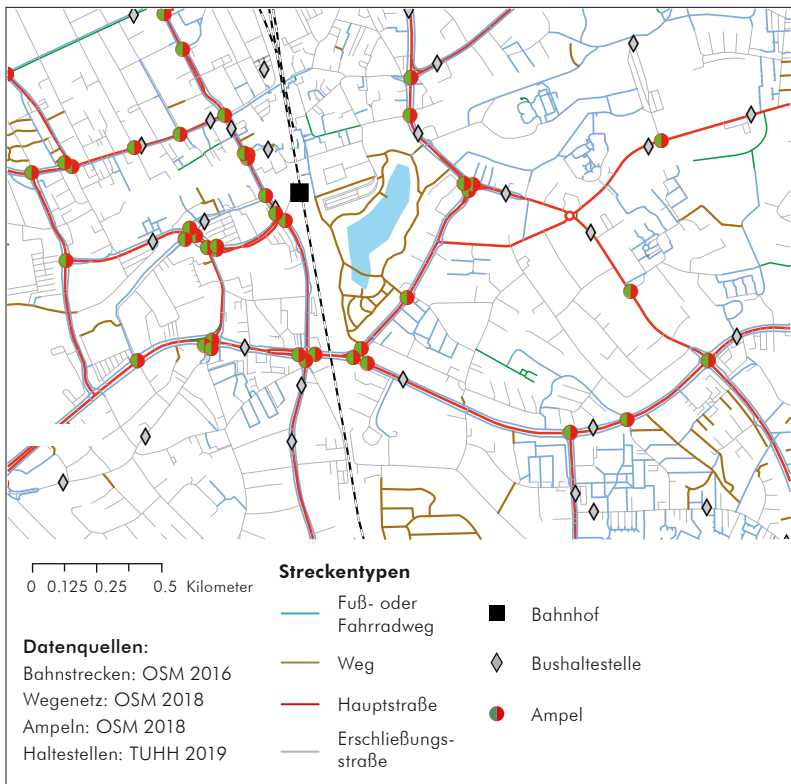 0 0.125 0.25 0.5 Kilometer
Datenquellen:
Bahnstrecken: OSM 2016
Wegenetz: OSM 2018
Ampeln: OSM 2018
Haltestellen: TUHH 2019
Streckentypen
Fuß- oder
Fahrradweg
Weg
Hauptstraße
Erschließungs-
straße
Bahnhof
Bushaltestelle
Ampel